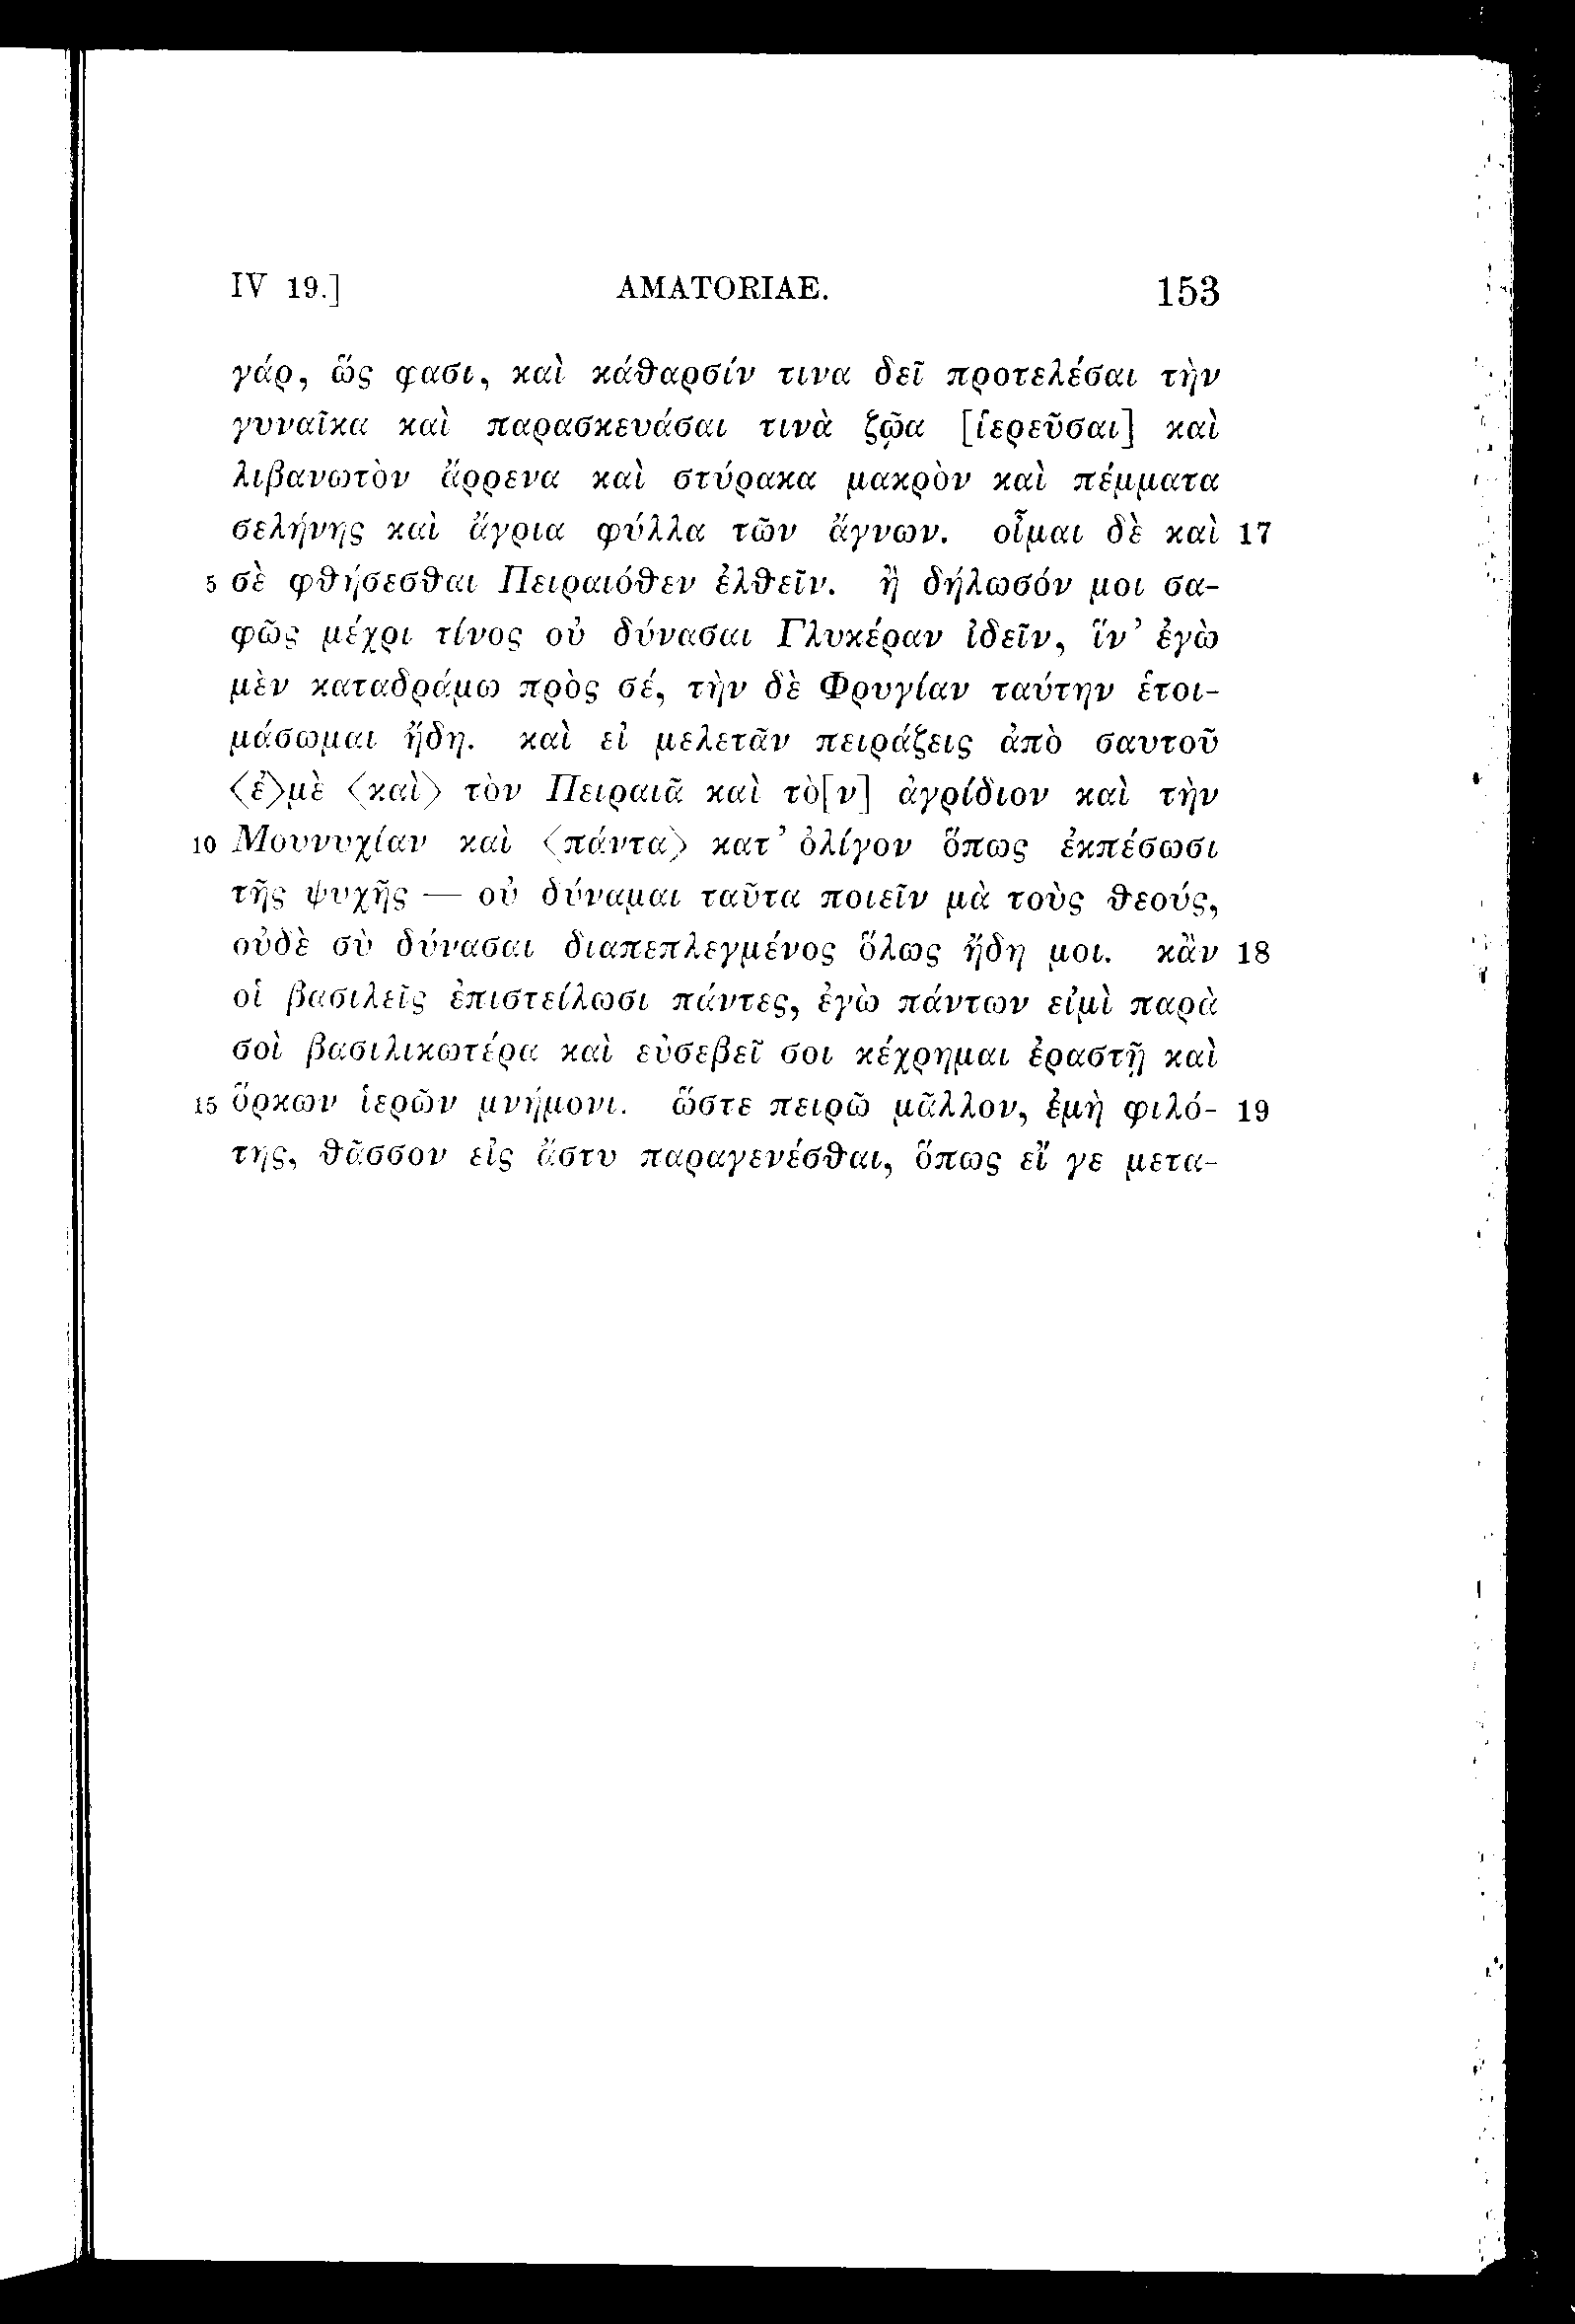 IV 19.] AMATORIAE. 153
γάρ, ὥς φασι, καὶ κάθαρσίν τινα δεῖ προτελέσαι τὴν
γυναῖκα καὶ παρασκευάσαι τινὰ ζῷα [ἱερεῦσαι] καὶ
λιβανωτὸν ἄρρενα καὶ στύρακα μακρὸν καὶ πέμματα
σελήνης καὶ ἄγρια φύλλα τῶν ἄγνων. οἶμαι δὲ καὶ 17
5 σὲ φθήσεσθαι Πειραιόθεν ἐλθεῖν. ἢ δήλωσόν μοι σα-
φῶς μέχρι τίνος οὐ δύνασαι Γλυκέραν ἰδεῖν, ἵν’ ἐγὼ
μὲν καταδράμω πρὸς σέ, τὴν δὲ Φρυγίαν ταύτην ἑτοι-
μάσωμαι ἤδη. καὶ εἰ μελετᾶν πειράζεις ἀπὸ σαυτοῦ
〈ἐ〉μὲ 〈καὶ〉 τὸν Πειραιᾶ καὶ τὸ[ν] ἀγρίδιον καὶ τὴν
10 Μουνυχίαν καὶ 〈πάντα〉 κατ’ ὀλίγον ὅπως ἐκπέσωσι
τῆς ψυχῆς — οὐ δύναμαι ταῦτα ποιεῖν μὰ τοὺς θεούς,
οὐδὲ σὺ δύνασαι διαπεπλεγμένος ὅλως ἤδη μοι. κἂν 18
οἱ βασιλεῖς ἐπιστείλωσι πάντες, ἐγὼ πάντων εἰμὶ παρὰ
σοὶ βασιλικωτέρα καὶ εὐσεβεῖ σοι κέχρημαι ἐραστῇ καὶ
15 ὅρκων ἱερῶν μνήμονι. ὥστε πειρῶ μᾶλλον, ἐμὴ φιλό- 19
της, θᾶσσον εἰς ἄστυ παραγενέσθαι, ὅπως εἴ γε μετα-